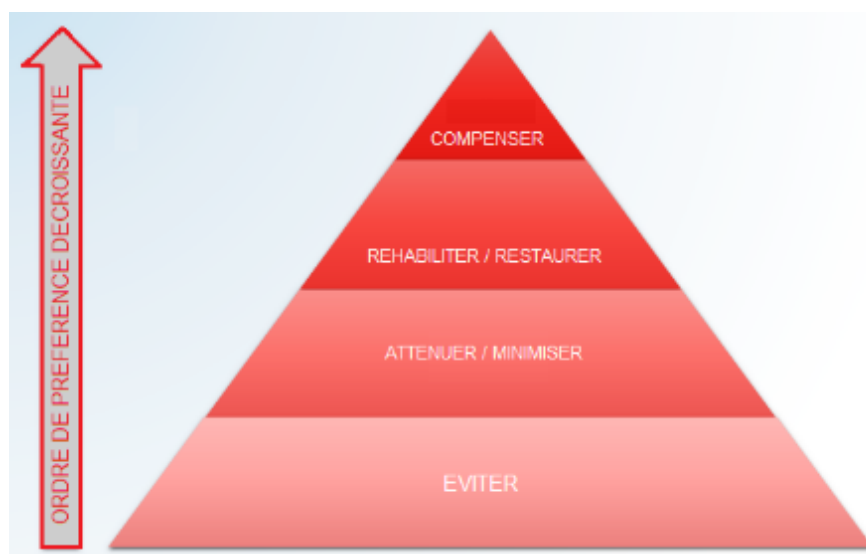 ORDRE DE PREFERENCE DECROISSANTE
COMPENSER
REHABILITER / RESTAURER
ATTENUER / MINIMISER
EVITER